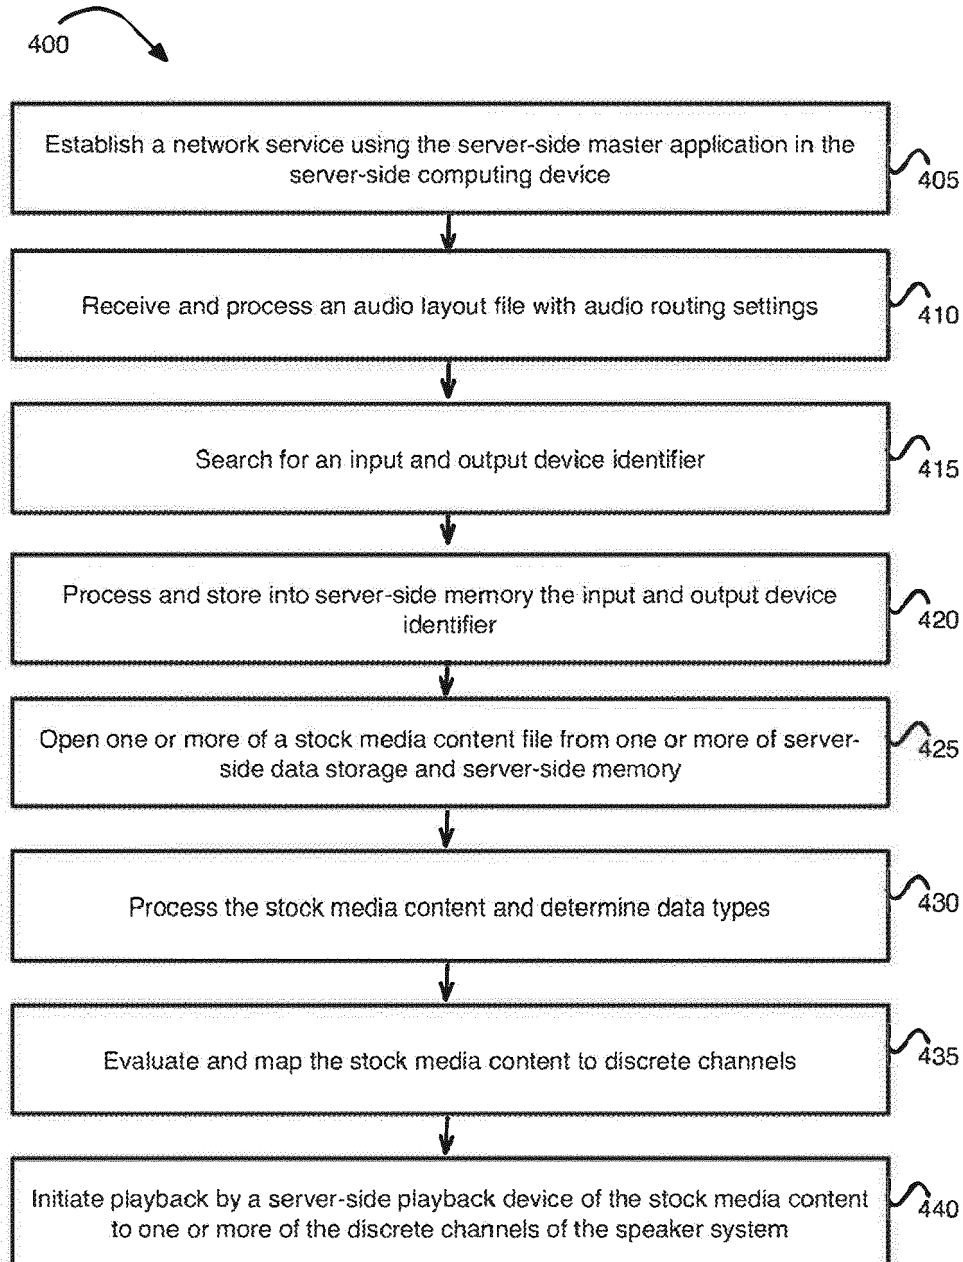 400
Establish a network service using the server-side master application in the
server-side computing device
405
Receive and process an audio layout file with audio routing settings
410
Search for an input and output device identifier
415
Process and store into server-side memory the input and output device
identifier
420
Open one or more of a stock media content file from one or more of server-
side data storage and server-side memory
425
Process the stock media content and determine data types
430
Evaluate and map the stock media content to discrete channels
435
Initiate playback by a server-side playback device of the stock media content
to one or more of the discrete channels of the speaker system
440